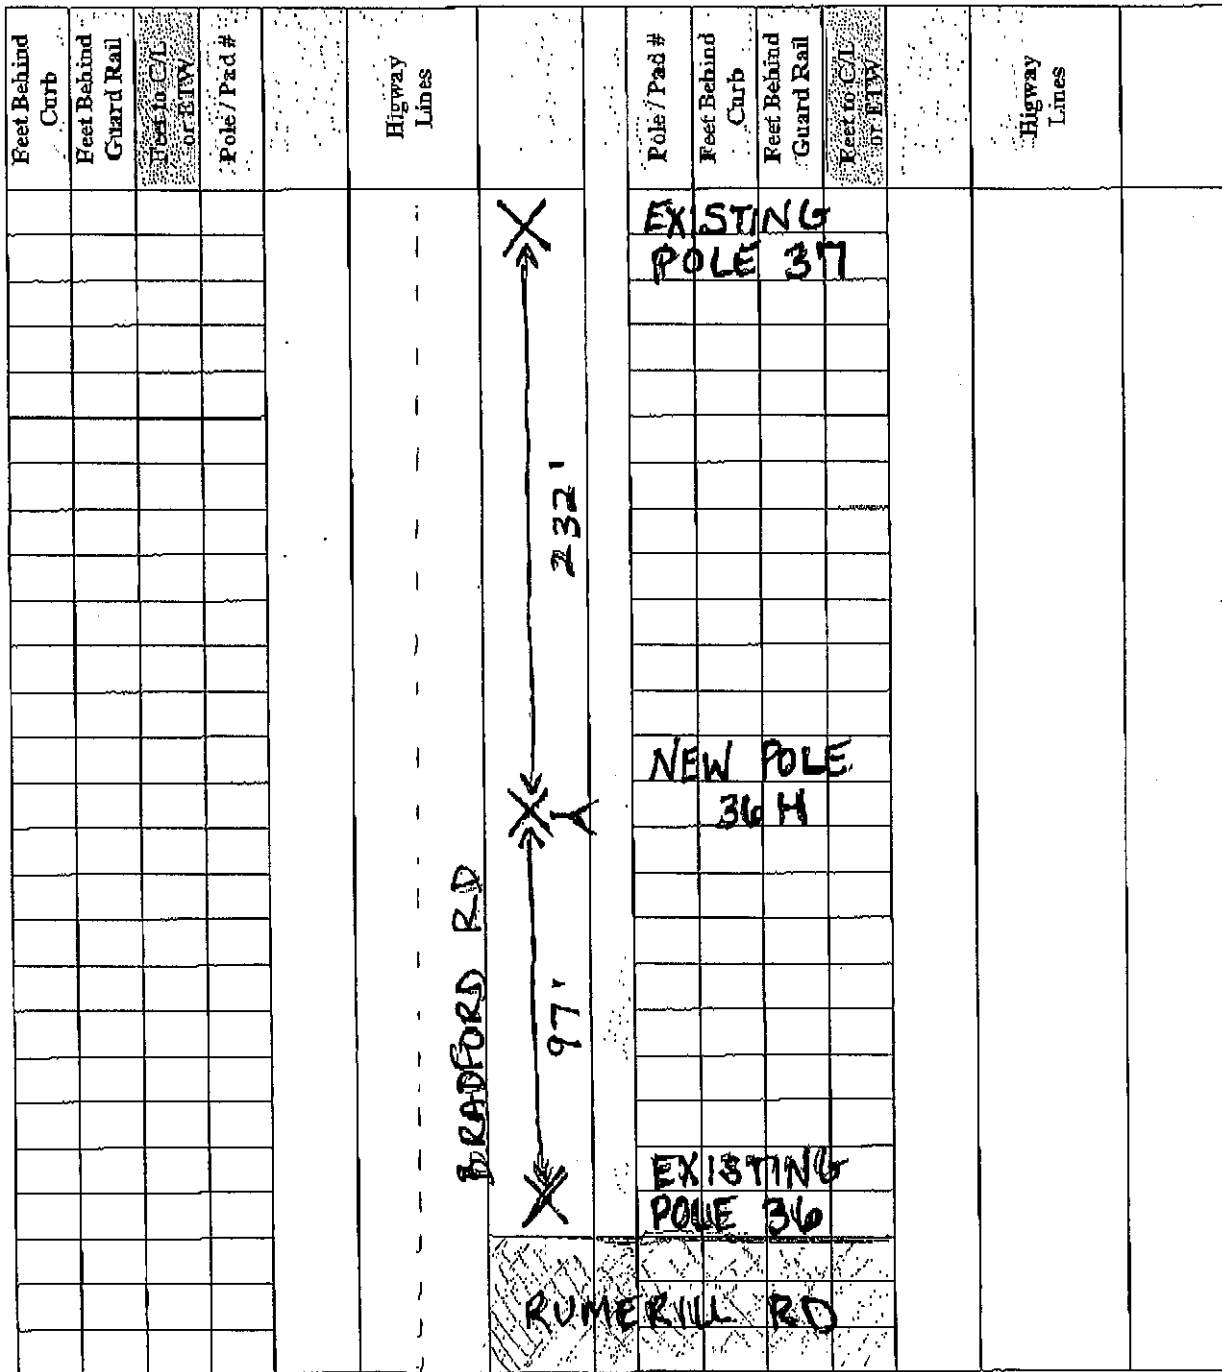 Feet Behind
Curb
Feet Behind
Guard Rail
Feet to C/L
or ETW
Pole / Pad #
Higway
Lines
Pole / Pad #
Feet Behind
Curb
Feet Behind
Guard Rail
Feet to C/L
or ETW
Higway
Lines
EXISTING
POLE 37
232'
NEW POLE
36 H
BRADFORD RD
97'
EXISTING
POLE 36
RUMERILL RD